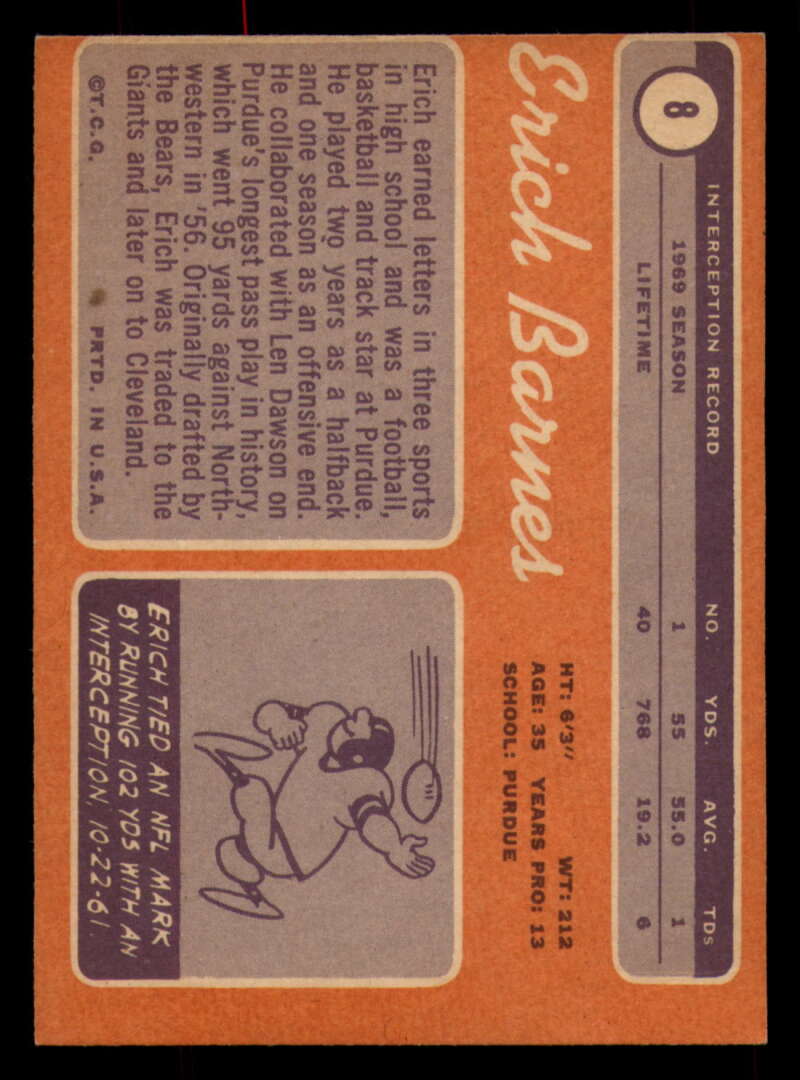 8
INTERCEPTION RECORD NO. YDS. AVG. TDs
1969 SEASON 1 55 55.0 1
LIFETIME 40 768 19.2 6
Erich Barnes
HT: 6'3" WT: 212
AGE: 35 YEARS PRO: 13
SCHOOL: PURDUE
Erich earned letters in three sports
in high school and was a football,
basketball and track star at Purdue.
He played two years as a halfback
and one season as an offensive end.
He collaborated with Len Dawson on
Purdue's longest pass play in history,
which went 95 yards against North-
western in '56. Originally drafted by
the Bears, Erich was traded to the
Giants and later on to Cleveland.
©T.C.G. PRTD. IN U.S.A.
ERICH TIED AN NFL MARK
BY RUNNING 102 YDS WITH AN
INTERCEPTION, 10-22-61.